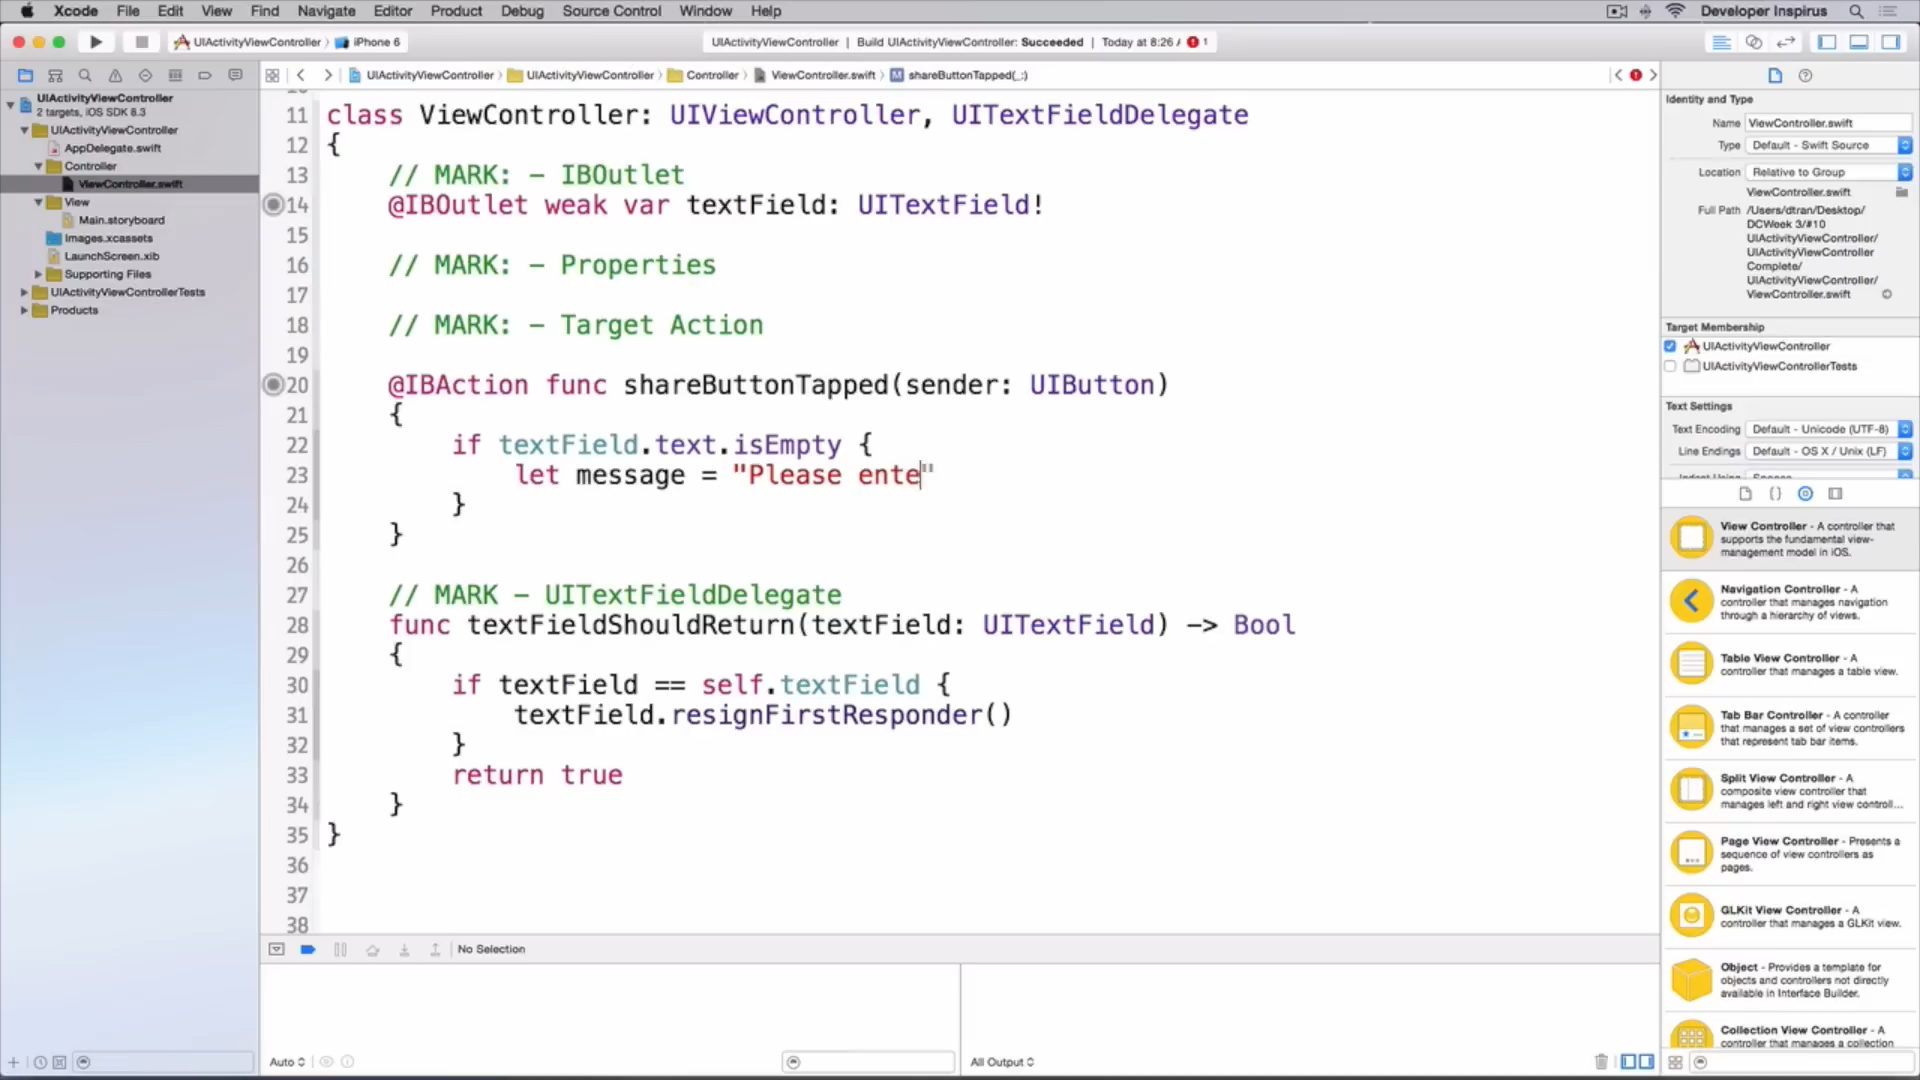 Xcode File Edit View Find Navigate Editor Product Debug Source Control Window Help Developer Inspirus
UIActivityViewController 〉 iPhone 6
UIActivityViewController | Build UIActivityViewController: Succeeded | Today at 8:26 / 1
UIActivityViewController 〉 UIActivityViewController 〉 Controller 〉 ViewController.swift 〉 M shareButtonTapped(_:)
UIActivityViewController
2 targets, iOS SDK 8.3
UIActivityViewController
AppDelegate.swift
Controller
ViewController.swift
View
Main.storyboard
Images.xcassets
LaunchScreen.xib
Supporting Files
UIActivityViewControllerTests
Products
11 class ViewController: UIViewController, UITextFieldDelegate
12 {
13 // MARK: - IBOutlet
14 @IBOutlet weak var textField: UITextField!
15
16 // MARK: - Properties
17
18 // MARK: - Target Action
19
20 @IBAction func shareButtonTapped(sender: UIButton)
21 {
22 if textField.text.isEmpty {
23 let message = "Please ente"
24 }
25 }
26
27 // MARK - UITextFieldDelegate
28 func textFieldShouldReturn(textField: UITextField) -> Bool
29 {
30 if textField == self.textField {
31 textField.resignFirstResponder()
32 }
33 return true
34 }
35 }
36
37
38
No Selection
Auto
All Output
Identity and Type
Name ViewController.swift
Type Default - Swift Source
Location Relative to Group
ViewController.swift
Full Path /Users/dtran/Desktop/
DCWeek 3/#10
UIActivityViewController/
UIActivityViewController
Complete/
UIActivityViewController/
ViewController.swift
Target Membership
UIActivityViewController
UIActivityViewControllerTests
Text Settings
Text Encoding Default - Unicode (UTF-8)
Line Endings Default - OS X / Unix (LF)
View Controller - A controller that
supports the fundamental view-
management model in iOS.
Navigation Controller - A
controller that manages navigation
through a hierarchy of views.
Table View Controller - A
controller that manages a table view.
Tab Bar Controller - A controller
that manages a set of view controllers
that represent tab bar items.
Split View Controller - A
composite view controller that
manages left and right view controll...
Page View Controller - Presents a
sequence of view controllers as
pages.
GLKit View Controller - A
controller that manages a GLKit view.
Object - Provides a template for
objects and controllers not directly
available in Interface Builder.
Collection View Controller - A
controller that manages a collection